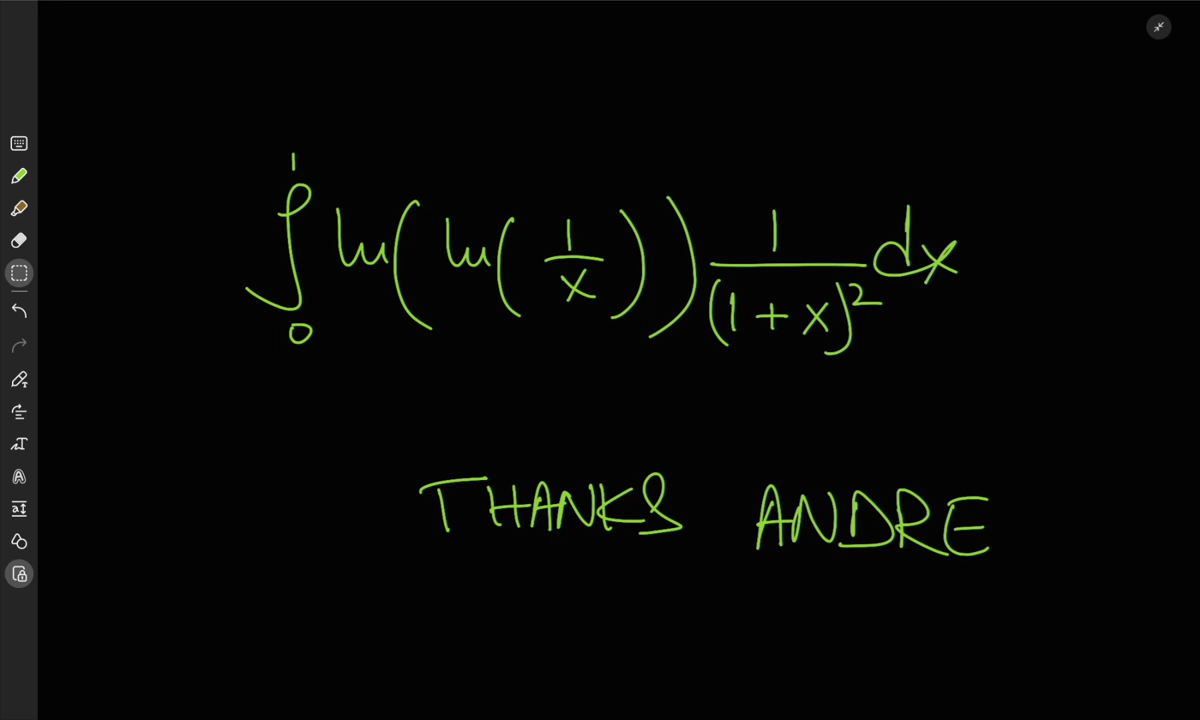 ∫₀¹ ln(ln(1/x)) 1/(1+x)² dx
THANKS ANDRE